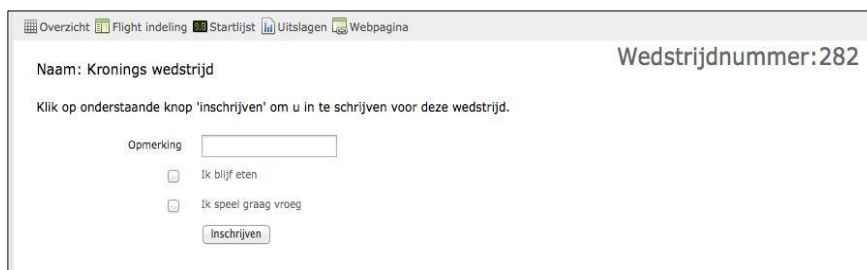 Overzicht Flight indeling Startlijst Uitslagen Webpagina
Wedstrijdnummer:282
Naam: Kronings wedstrijd
Klik op onderstaande knop 'inschrijven' om u in te schrijven voor deze wedstrijd.
Opmerking
Ik blijf eten
Ik speel graag vroeg
Inschrijven